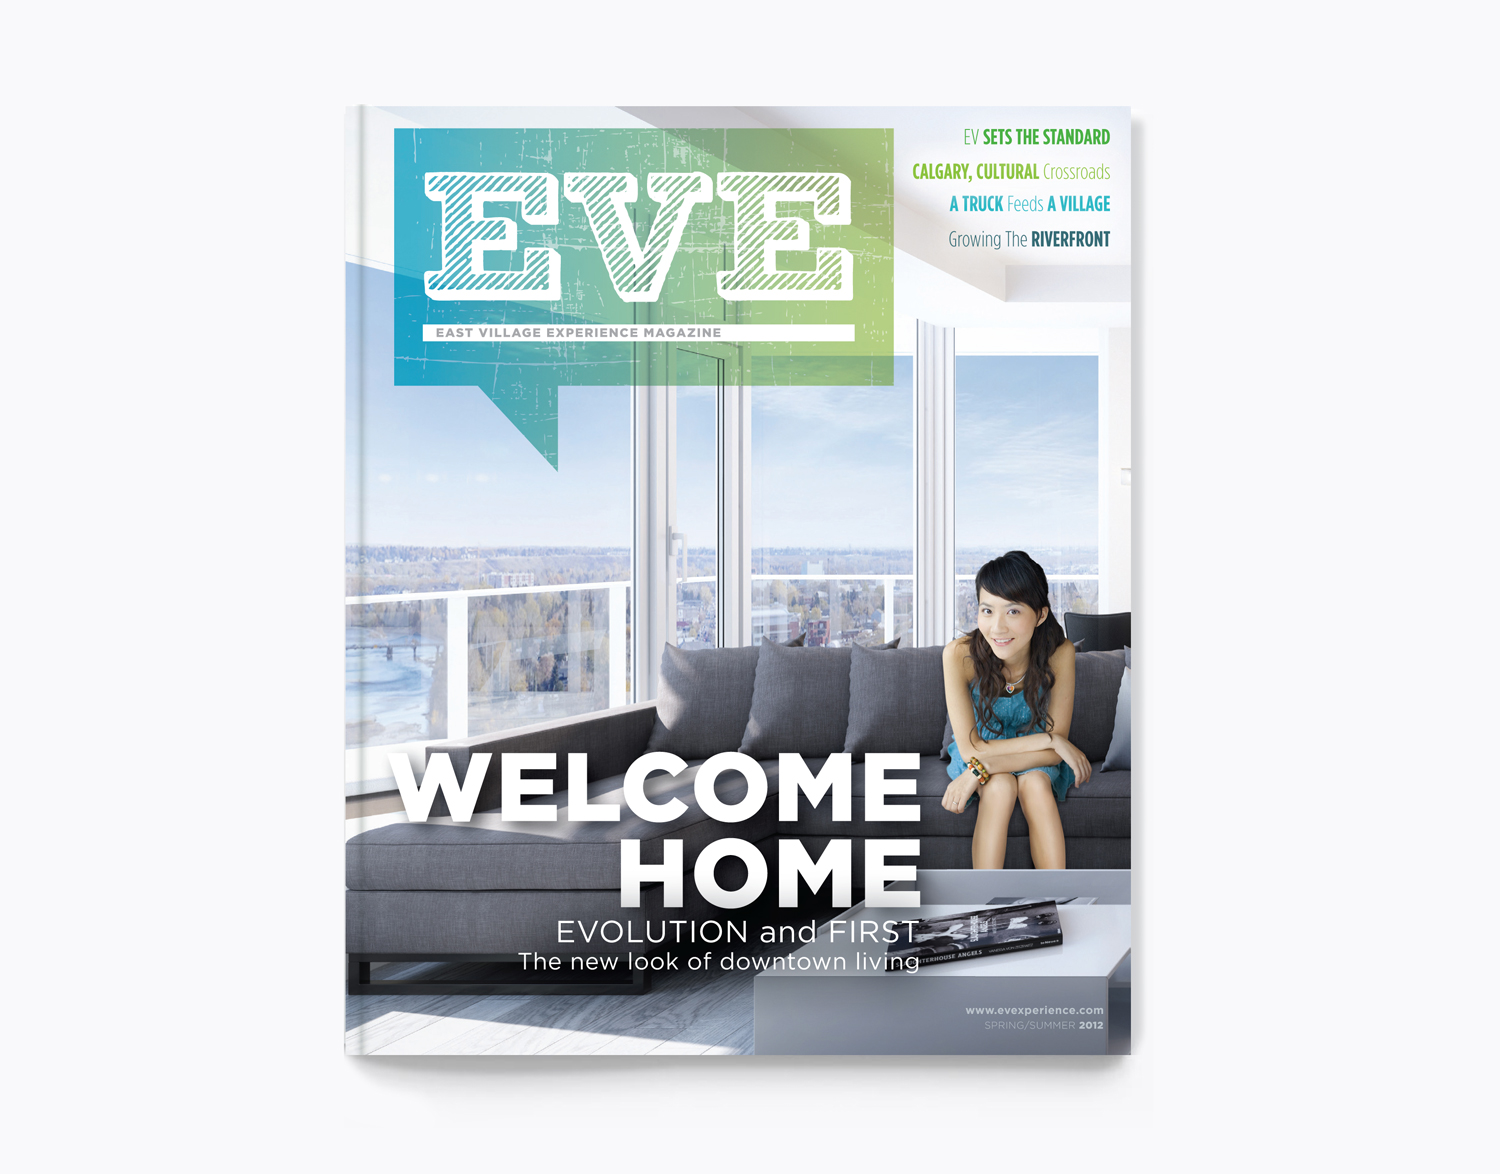 EVE
EAST VILLAGE EXPERIENCE MAGAZINE
EV SETS THE STANDARD
CALGARY, CULTURAL Crossroads
A TRUCK Feeds A VILLAGE
Growing The RIVERFRONT
WELCOME
HOME
EVOLUTION and FIRST
The new look of downtown living
ANGELS
www.evexperience.com
SPRING/SUMMER 2012